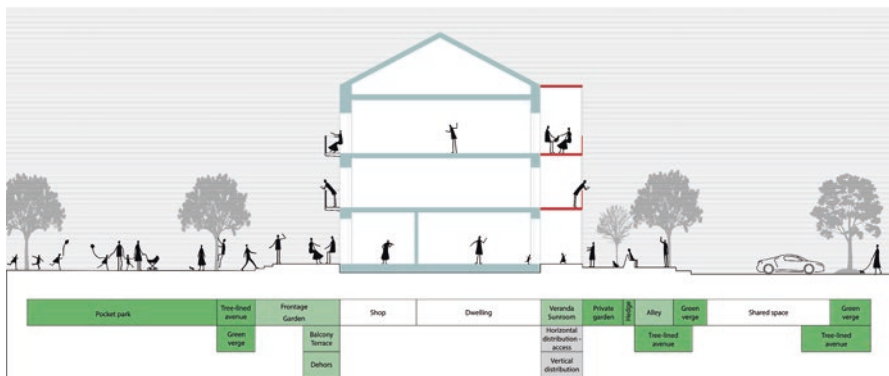 Pocket park
Tree-lined
avenue
Frontage
Garden
Shop
Dwelling
Veranda
Sunroom
Private
garden
Hedge
Alley
Green
verge
Shared space
Green
verge
Green
verge
Balcony
Terrace
Horizontal
distribution -
access
Tree-lined
avenue
Tree-lined
avenue
Dehors
Vertical
distribution